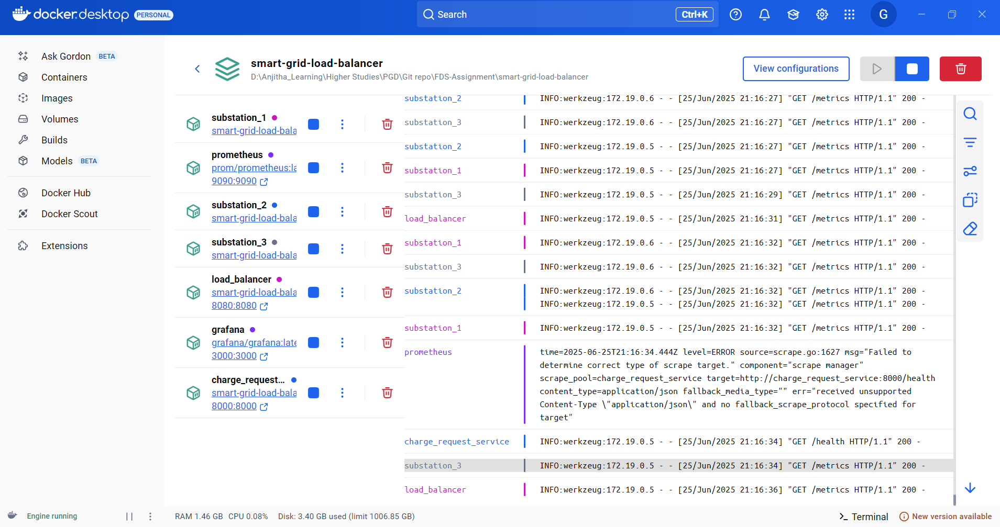 docker.desktop PERSONAL
Search
Ctrl+K
G
Ask Gordon BETA
Containers
Images
Volumes
Builds
Models BETA
Docker Hub
Docker Scout
Extensions
smart-grid-load-balancer
D:\Anjitha_Learning\Higher Studies\PGD\Git repo\FDS-Assignment\smart-grid-load-balancer
View configurations
substation_1
smart-grid-load-bala
prometheus
prom/prometheus:la
9090:9090
substation_2
smart-grid-load-bala
substation_3
smart-grid-load-bala
load_balancer
smart-grid-load-bala
8080:8080
grafana
grafana/grafana:late
3000:3000
charge_request...
smart-grid-load-bala
8000:8000
substation_2 INFO:werkzeug:172.19.0.6 - - [25/Jun/2025 21:16:27] "GET /metrics HTTP/1.1" 200 -
substation_3 INFO:werkzeug:172.19.0.6 - - [25/Jun/2025 21:16:27] "GET /metrics HTTP/1.1" 200 -
substation_2 INFO:werkzeug:172.19.0.5 - - [25/Jun/2025 21:16:27] "GET /metrics HTTP/1.1" 200 -
substation_1 INFO:werkzeug:172.19.0.5 - - [25/Jun/2025 21:16:27] "GET /metrics HTTP/1.1" 200 -
substation_3 INFO:werkzeug:172.19.0.5 - - [25/Jun/2025 21:16:29] "GET /metrics HTTP/1.1" 200 -
load_balancer INFO:werkzeug:172.19.0.5 - - [25/Jun/2025 21:16:31] "GET /metrics HTTP/1.1" 200 -
substation_1 INFO:werkzeug:172.19.0.6 - - [25/Jun/2025 21:16:32] "GET /metrics HTTP/1.1" 200 -
substation_3 INFO:werkzeug:172.19.0.6 - - [25/Jun/2025 21:16:32] "GET /metrics HTTP/1.1" 200 -
substation_2 INFO:werkzeug:172.19.0.6 - - [25/Jun/2025 21:16:32] "GET /metrics HTTP/1.1" 200 -
INFO:werkzeug:172.19.0.5 - - [25/Jun/2025 21:16:32] "GET /metrics HTTP/1.1" 200 -
substation_1 INFO:werkzeug:172.19.0.5 - - [25/Jun/2025 21:16:32] "GET /metrics HTTP/1.1" 200 -
prometheus time=2025-06-25T21:16:34.444Z level=ERROR source=scrape.go:1627 msg="Failed to
determine correct type of scrape target." component="scrape manager"
scrape_pool=charge_request_service target=http://charge_request_service:8000/health
content_type=application/json fallback_media_type="" err="received unsupported
Content-Type \"application/json\" and no fallback_scrape_protocol specified for
target"
charge_request_service INFO:werkzeug:172.19.0.5 - - [25/Jun/2025 21:16:34] "GET /health HTTP/1.1" 200 -
substation_3 INFO:werkzeug:172.19.0.5 - - [25/Jun/2025 21:16:34] "GET /metrics HTTP/1.1" 200 -
load_balancer INFO:werkzeug:172.19.0.5 - - [25/Jun/2025 21:16:36] "GET /metrics HTTP/1.1" 200 -
Engine running
RAM 1.46 GB CPU 0.08% Disk: 3.40 GB used (limit 1006.85 GB)
Terminal
New version available